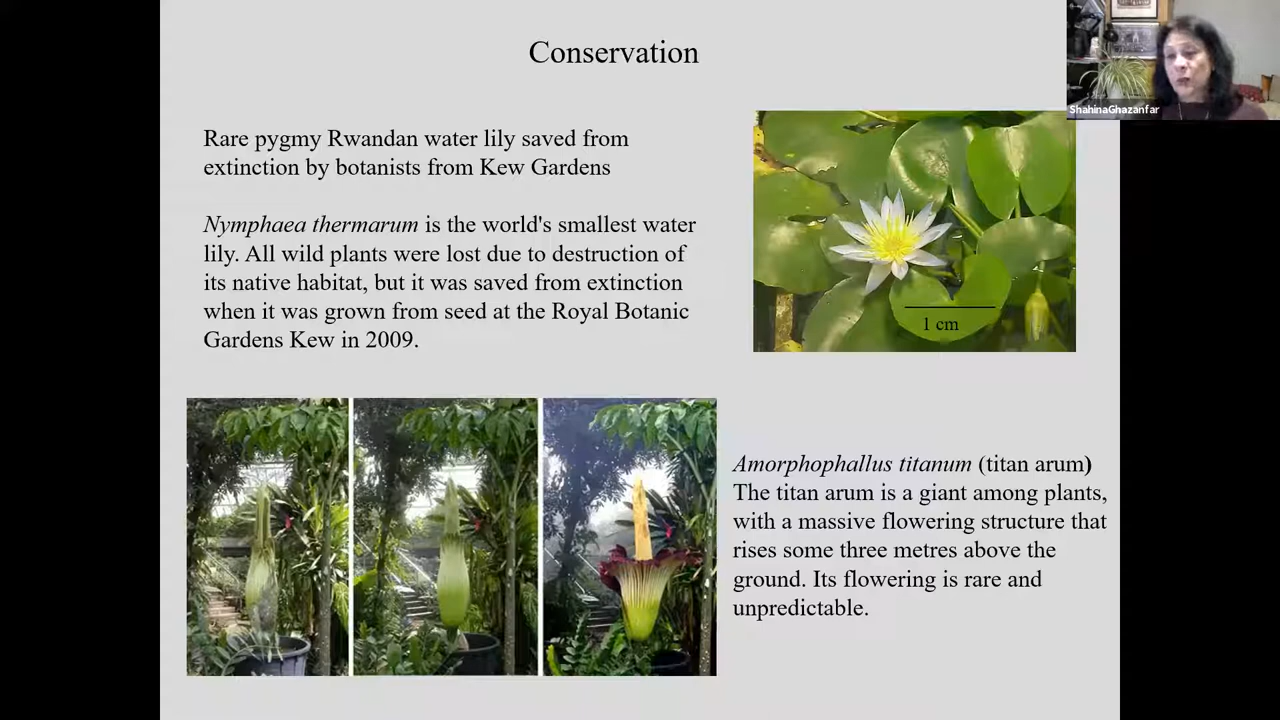 Conservation
ShahinaGhazanfar
Rare pygmy Rwandan water lily saved from
extinction by botanists from Kew Gardens
Nymphaea thermarum is the world's smallest water
lily. All wild plants were lost due to destruction of
its native habitat, but it was saved from extinction
when it was grown from seed at the Royal Botanic
Gardens Kew in 2009.
1 cm
Amorphophallus titanum (titan arum)
The titan arum is a giant among plants,
with a massive flowering structure that
rises some three metres above the
ground. Its flowering is rare and
unpredictable.